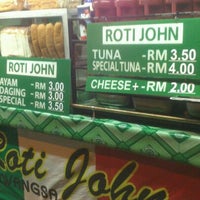 ROTI JOHN
AYAM - RM 3.00
DAGING - RM 3.00
SPECIAL - RM 3.50
ROTI JOHN
TUNA - RM 3.50
SPECIAL TUNA - RM 4.00
CHEESE + - RM 2.00
Roti John